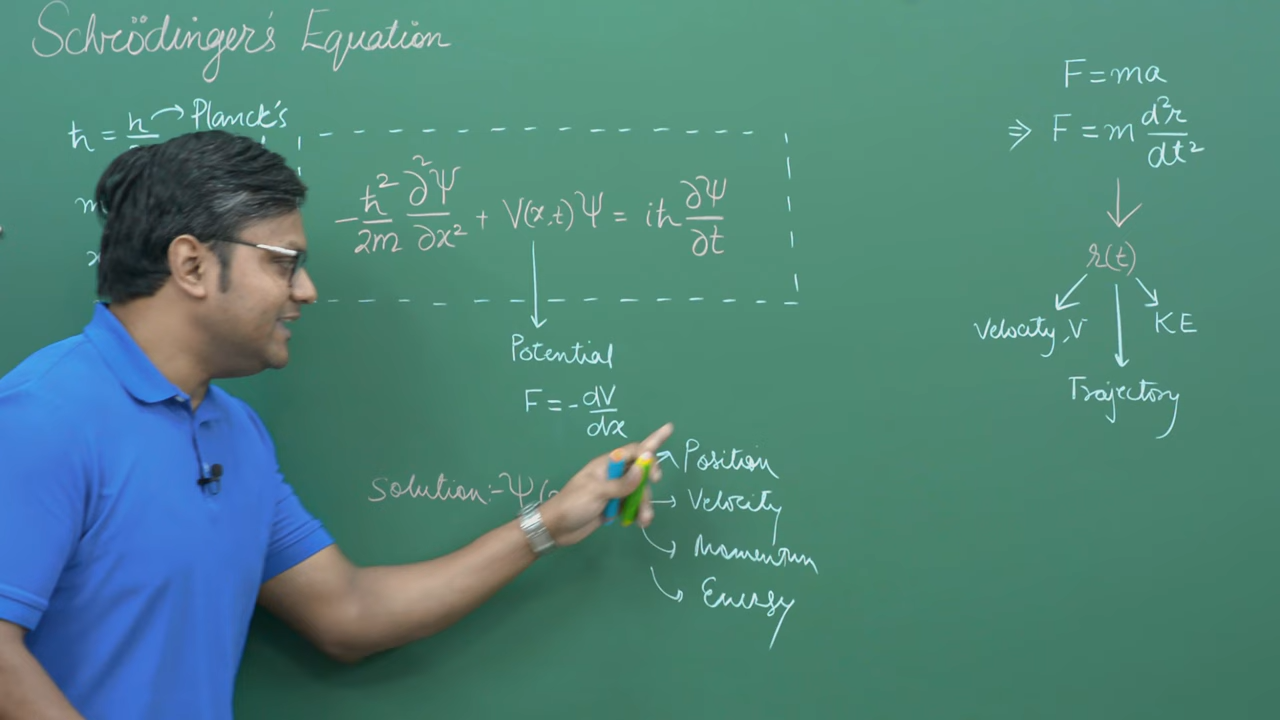 Schrödinger's Equation
ħ = h/ → Planck's
m
x
-ħ²/2m ∂²Ψ/∂x² + V(x,t)Ψ = iħ ∂Ψ/∂t
Potential
F = -dV/dx
Solution:- Ψ(
Position
Velocity
Momentum
Energy
F = ma
⇒ F = m d²r/dt²
r(t)
Velocity, V
KE
Trajectory